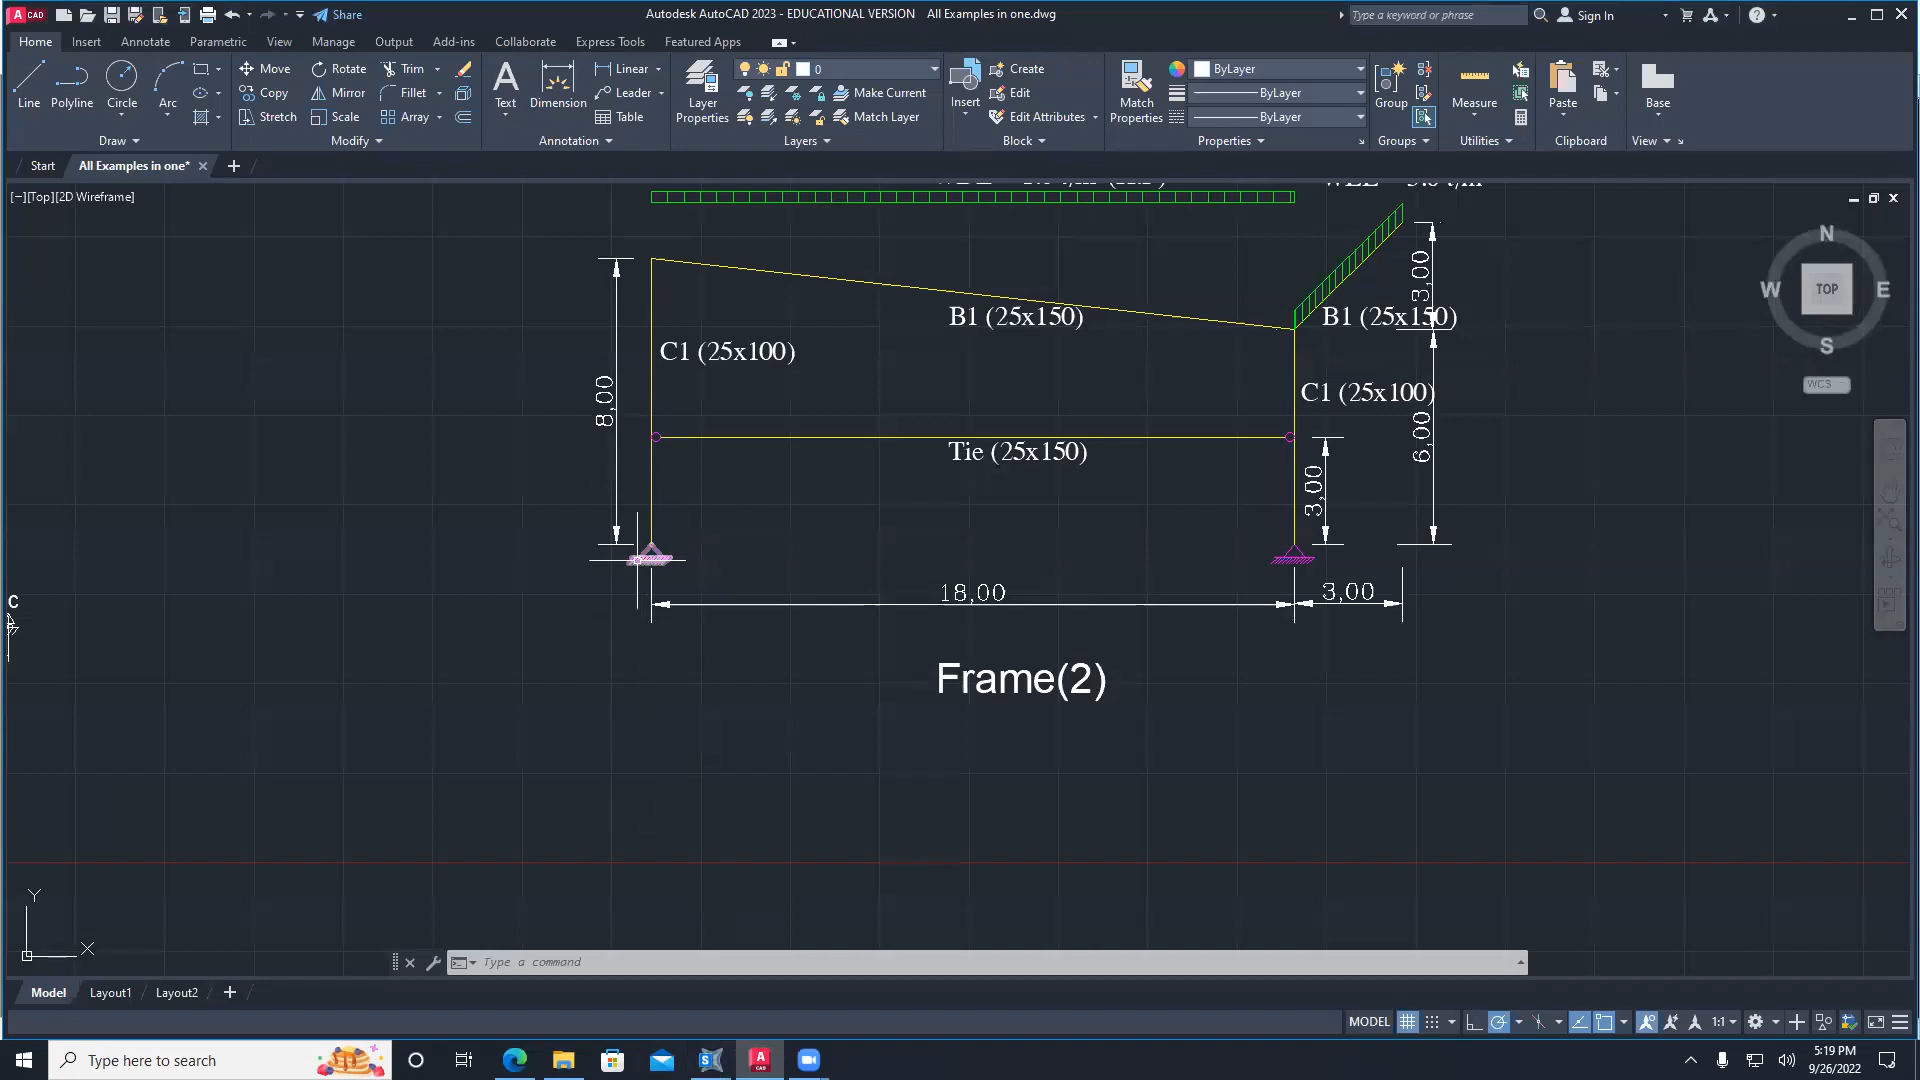 CAD
Share
Autodesk AutoCAD 2023 - EDUCATIONAL VERSION All Examples in one.dwg
Type a keyword or phrase
Sign In
Home Insert Annotate Parametric View Manage Output Add-ins Collaborate Express Tools Featured Apps
Line Polyline Circle Arc
Move Rotate Trim
Copy Mirror Fillet
Stretch Scale Array
Text Dimension
Linear
Leader
Table
Layer Properties
0
Make Current
Match Layer
Insert
Create
Edit
Edit Attributes
Match Properties
ByLayer
ByLayer
ByLayer
Group
Measure
Paste
Base
Draw Modify Annotation Layers Block Properties Groups Utilities Clipboard View
Start All Examples in one*
[−][Top][2D Wireframe]
N
W TOP E
S
WCS
3,00
B1 (25x150) B1 (25x150)
C1 (25x100)
8,00
C1 (25x100)
6,00
Tie (25x150)
3,00
18,00 3,00
C
Frame(2)
Y
X
Type a command
Model Layout1 Layout2
MODEL
1:1
Type here to search
5:19 PM
9/26/2022